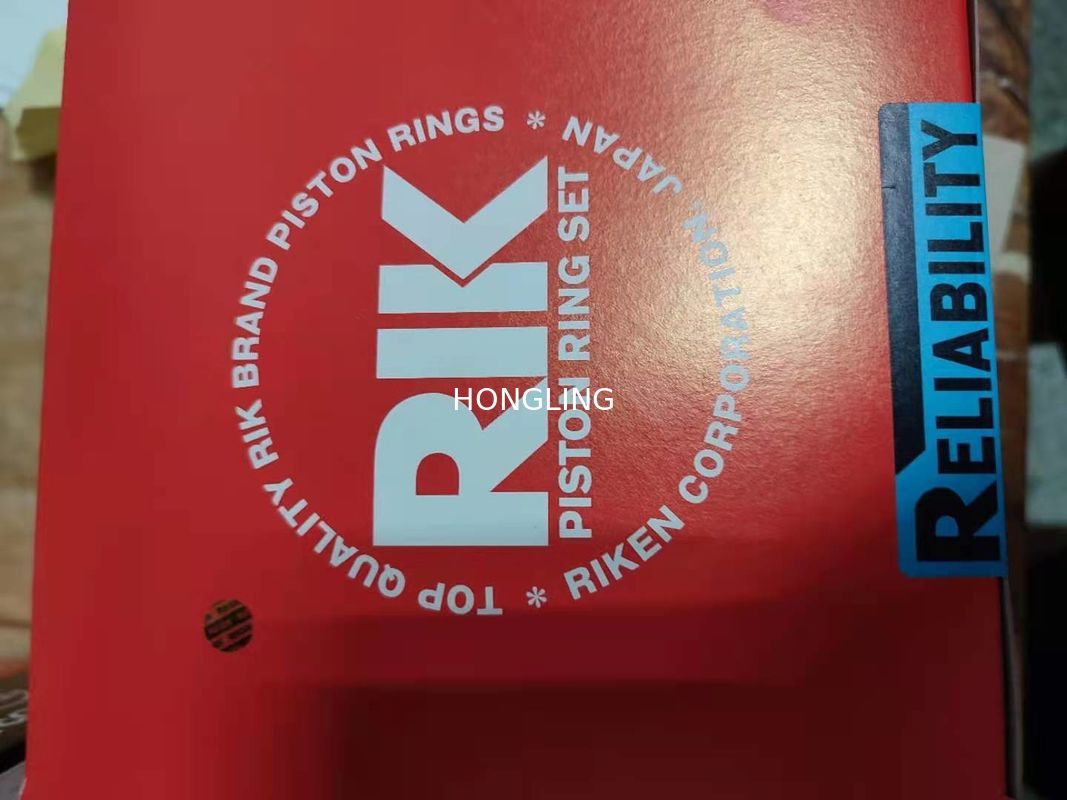 TOP QUALITY RIK BRAND PISTON RINGS *
RIK
PISTON RING SET
RIKEN CORPORATION, JAPAN *
RELIABILITY
HONGLING